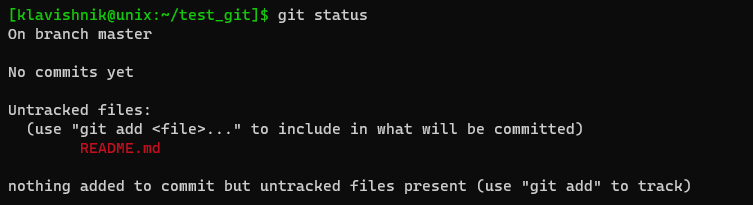 [klavishnik@unix:~/test_git]$ git status
On branch master
No commits yet
Untracked files:
(use "git add <file>..." to include in what will be committed)
README.md
nothing added to commit but untracked files present (use "git add" to track)